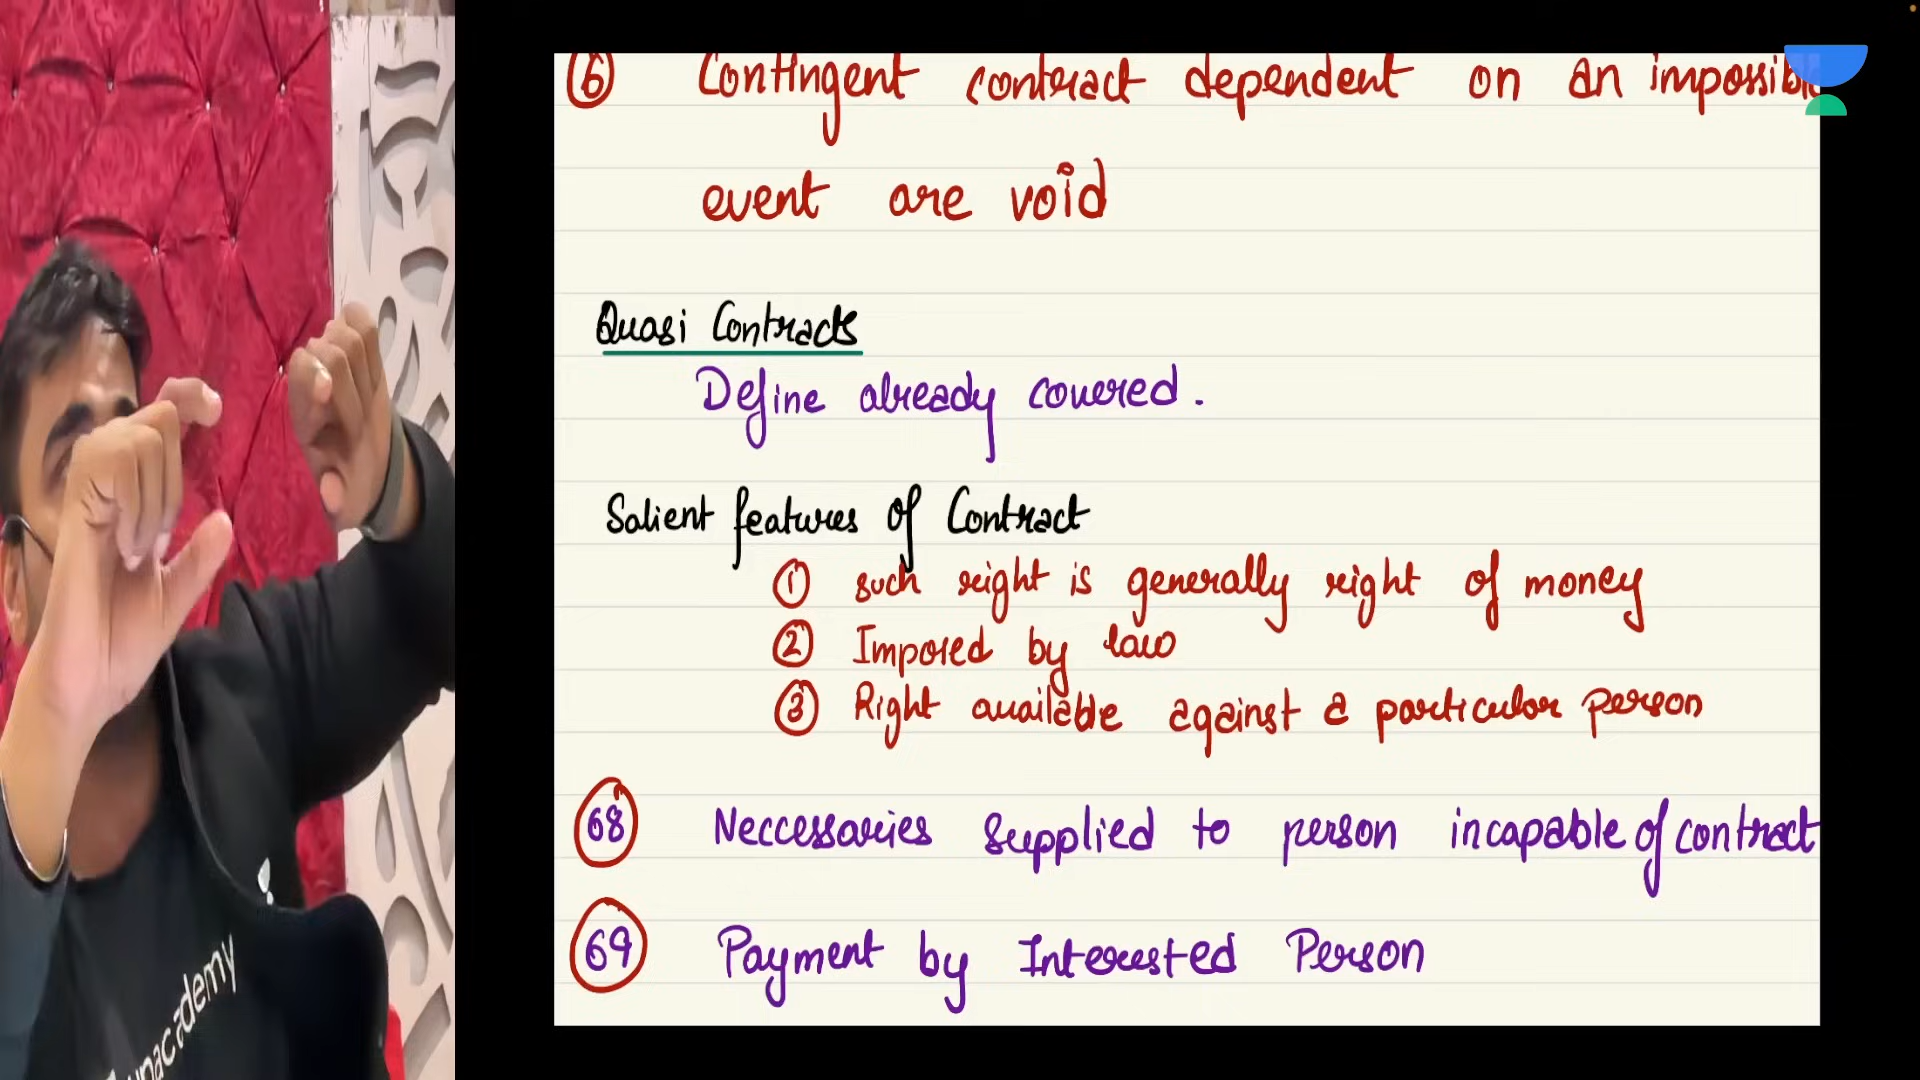 6 Contingent contract dependent on an impossible
event are void
Quasi Contracts
Define already covered.
Salient features of Contract
1 such right is generally right of money
2 Imposed by law
3 Right available against a particular person
68 Neccessaries supplied to person incapable of contract
69 Payment by Interested Person
unacademy